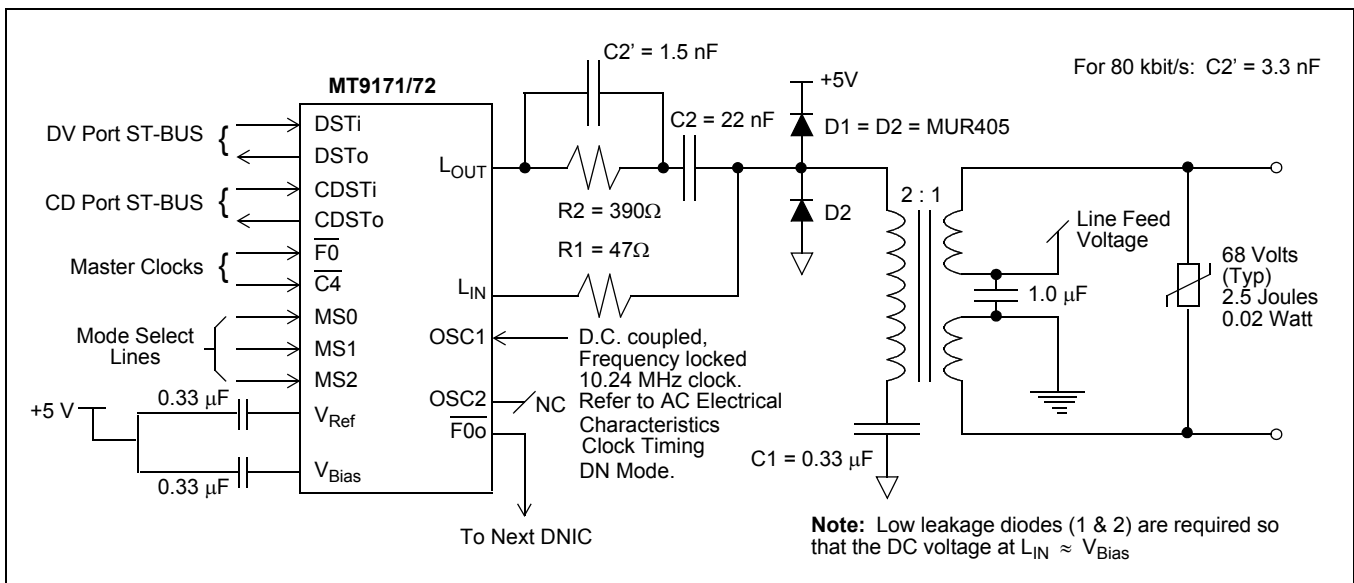 C2' = 1.5 nF
For 80 kbit/s: C2' = 3.3 nF
MT9171/72
+5V
DV Port ST-BUS {
DSTi
DSTo
C2 = 22 nF
D1 = D2 = MUR405
CD Port ST-BUS {
CDSTi
CDSTo
LOUT
R2 = 390Ω
D2
2 : 1
Line Feed
Voltage
Master Clocks {
F0
C4
R1 = 47Ω
LIN
1.0 μF
68 Volts
(Typ)
2.5 Joules
0.02 Watt
Mode Select
Lines
MS0
MS1
MS2
OSC1
D.C. coupled,
Frequency locked
10.24 MHz clock.
Refer to AC Electrical
Characteristics
Clock Timing
DN Mode.
OSC2
NC
F0o
+5 V
0.33 μF
VRef
0.33 μF
VBias
C1 = 0.33 μF
To Next DNIC
Note: Low leakage diodes (1 & 2) are required so
that the DC voltage at LIN ≈ VBias